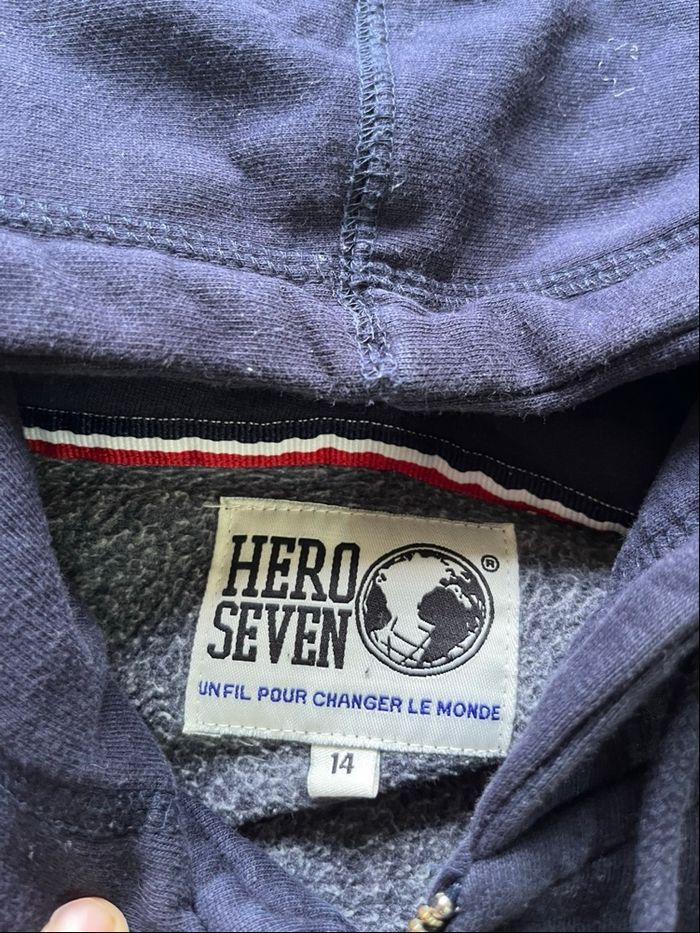 HERO
SEVEN
®
UN FIL POUR CHANGER LE MONDE
14